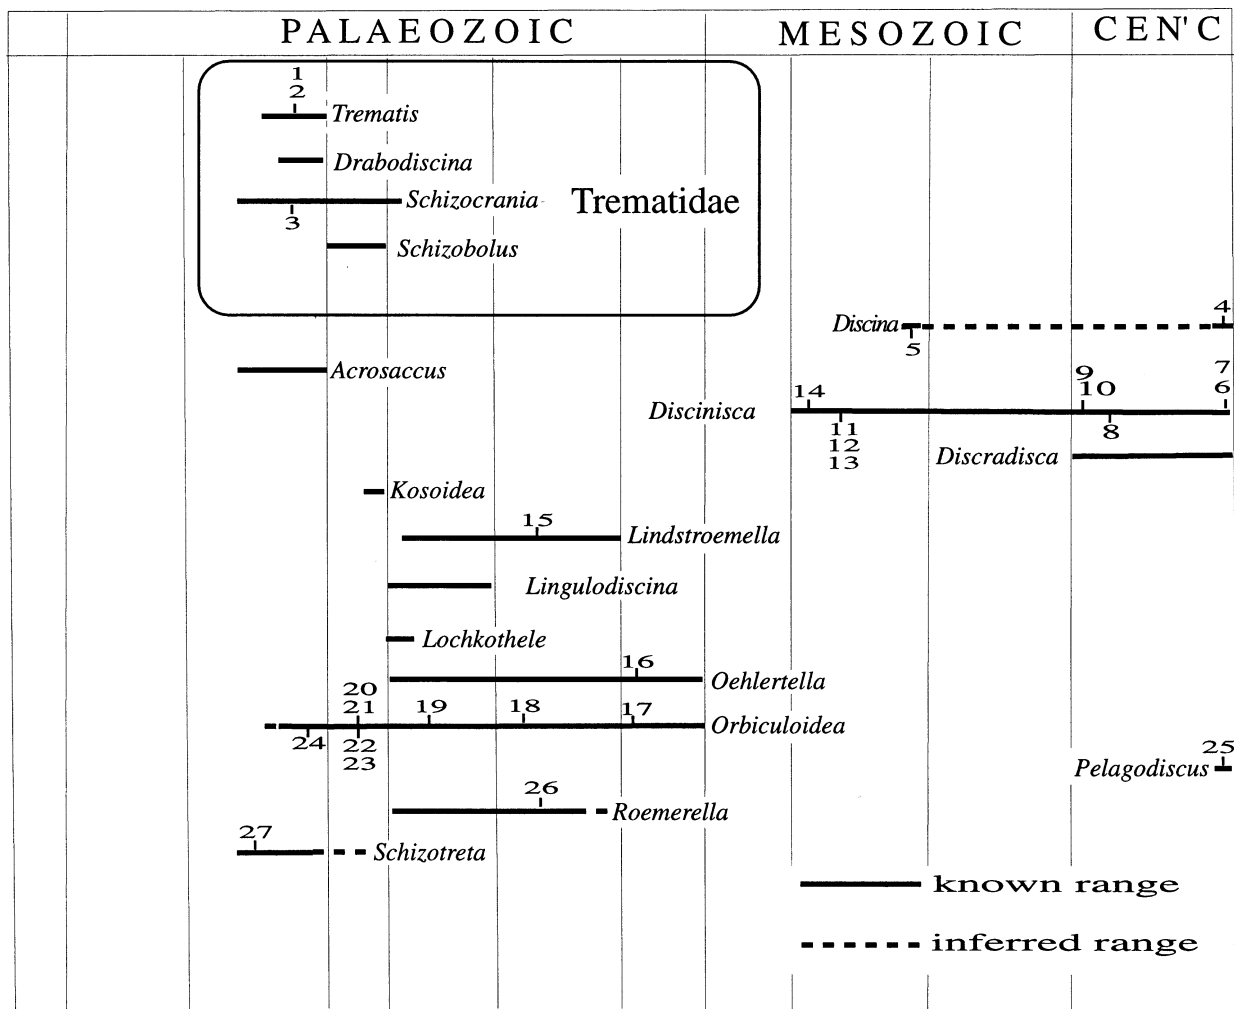 PALAEOZOIC MESOZOIC CEN'C
1
2
Trematis
Drabodiscina
Schizocrania Trematidae
3
Schizobolus
4
Discina
5
Acrosaccus
7
9
14 10 6
Discinisca
11 8
12
13 Discradisca
Kosoidea
15
Lindstroemella
Lingulodiscina
Lochkothele
16
Oehlertella
20
21 19 18 17
Orbiculoidea
24 22
23
25
Pelagodiscus
26
Roemerella
27
Schizotreta
known range
inferred range